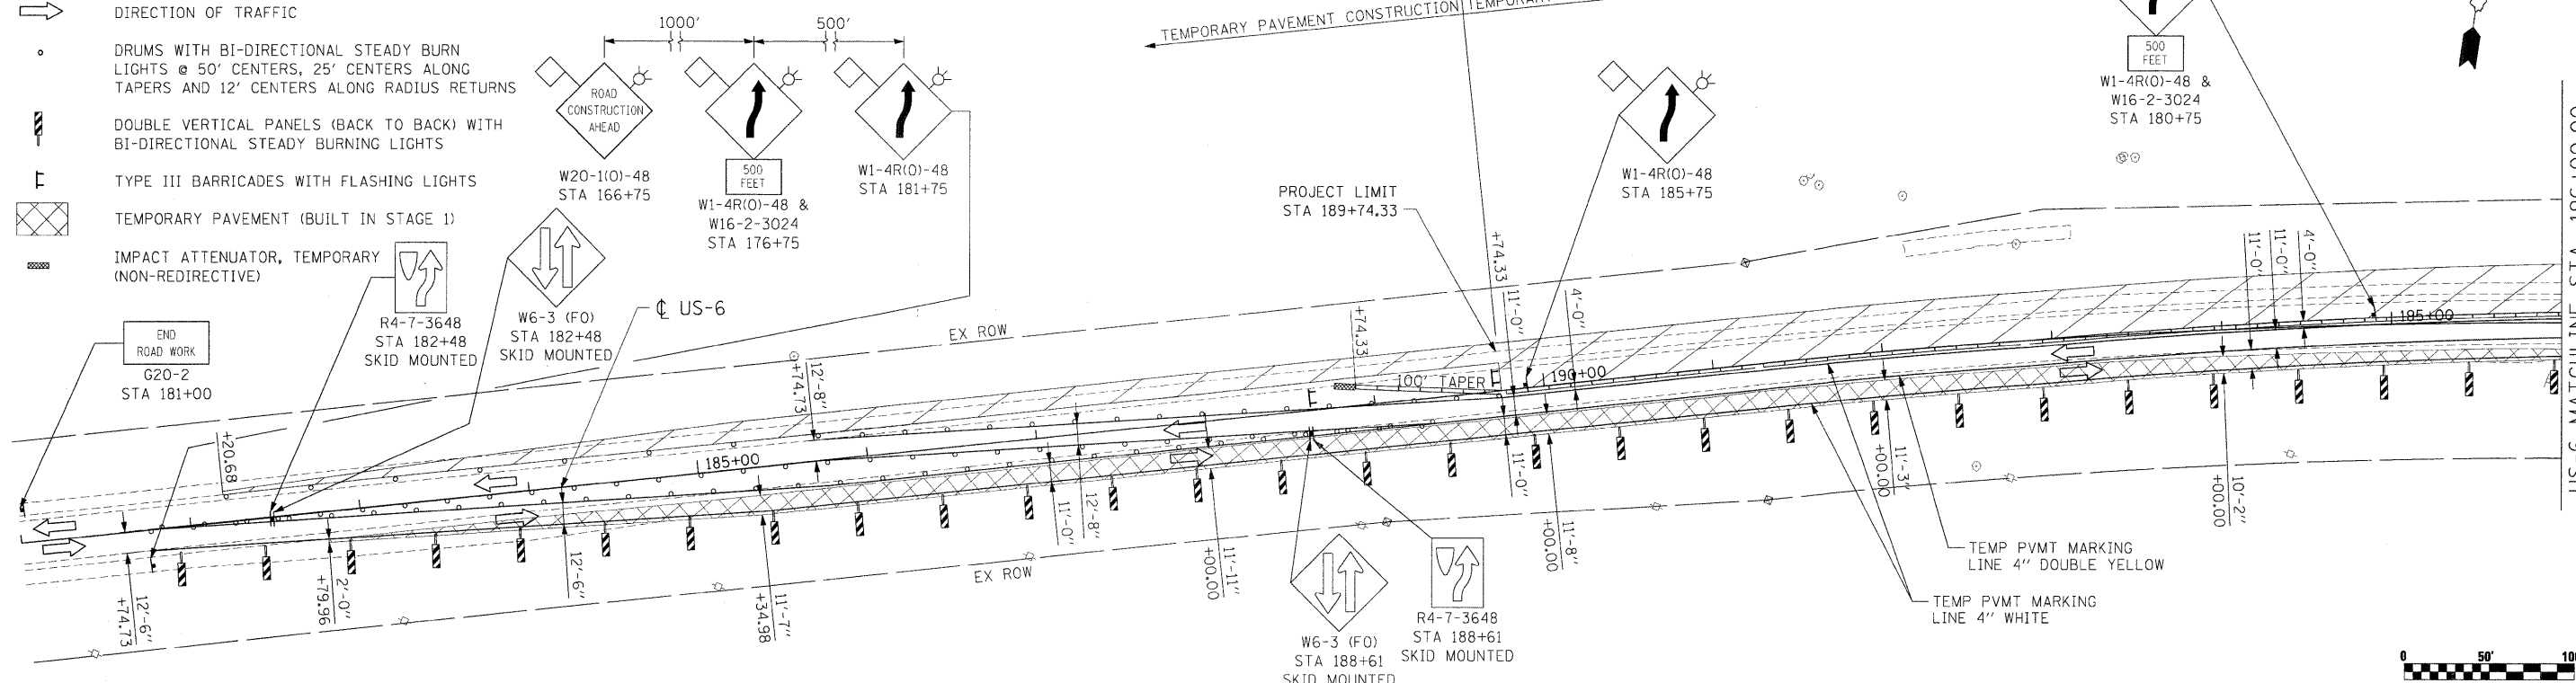 DIRECTION OF TRAFFIC
DRUMS WITH BI-DIRECTIONAL STEADY BURN
LIGHTS @ 50' CENTERS, 25' CENTERS ALONG
TAPERS AND 12' CENTERS ALONG RADIUS RETURNS
DOUBLE VERTICAL PANELS (BACK TO BACK) WITH
BI-DIRECTIONAL STEADY BURNING LIGHTS
TYPE III BARRICADES WITH FLASHING LIGHTS
TEMPORARY PAVEMENT (BUILT IN STAGE 1)
IMPACT ATTENUATOR, TEMPORARY
(NON-REDIRECTIVE)
1000'
500'
ROAD
CONSTRUCTION
AHEAD
W20-1(O)-48
STA 166+75
500
FEET
W1-4R(O)-48 &
W16-2-3024
STA 176+75
W1-4R(O)-48
STA 181+75
TEMPORARY PAVEMENT CONSTRUCTION
W1-4R(O)-48
STA 185+75
500
FEET
W1-4R(O)-48 &
W16-2-3024
STA 180+75
PROJECT LIMIT
STA 189+74.33
R4-7-3648
STA 182+48
SKID MOUNTED
W6-3 (FO)
STA 182+48
SKID MOUNTED
℄ US-6
END
ROAD WORK
G20-2
STA 181+00
EX ROW
+20.68
+74.73
12'-8"
185+00
+74.33
100' TAPER
+74.33
11'-0"
4'-0"
190+00
11'-0"
11'-0"
4'-0"
185+00
12'-6"
+74.73
2'-0"
+79.96
12'-6"
11'-7"
+34.98
11'-0"
12'-8"
11'-11"
+00.00
11'-0"
11'-8"
+00.00
11'-3"
+00.00
10'-2"
+00.00
EX ROW
W6-3 (FO)
STA 188+61
SKID MOUNTED
R4-7-3648
STA 188+61
SKID MOUNTED
TEMP PVMT MARKING
LINE 4" DOUBLE YELLOW
TEMP PVMT MARKING
LINE 4" WHITE
0 50'